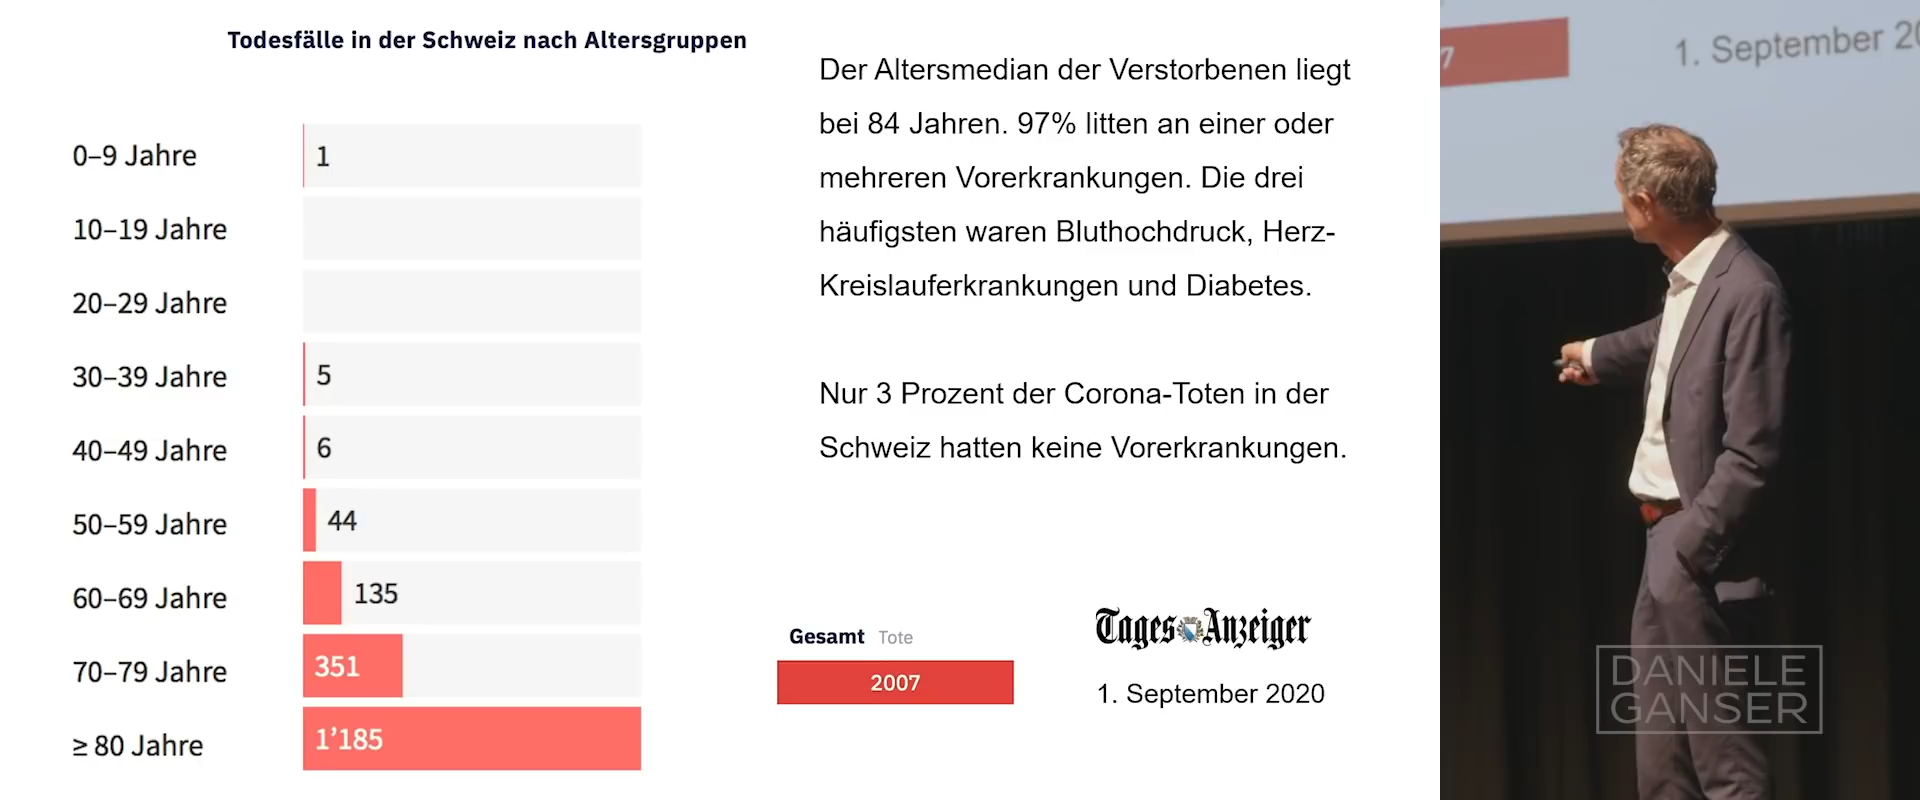 Todesfälle in der Schweiz nach Altersgruppen
0–9 Jahre 1
10–19 Jahre
20–29 Jahre
30–39 Jahre 5
40–49 Jahre 6
50–59 Jahre 44
60–69 Jahre 135
70–79 Jahre 351
≥ 80 Jahre 1’185
Der Altersmedian der Verstorbenen liegt
bei 84 Jahren. 97% litten an einer oder
mehreren Vorerkrankungen. Die drei
häufigsten waren Bluthochdruck, Herz-
Kreislauferkrankungen und Diabetes.
Nur 3 Prozent der Corona-Toten in der
Schweiz hatten keine Vorerkrankungen.
Gesamt Tote
2007
Tages Anzeiger
1. September 2020
7
1. September 20
DANIELE
GANSER